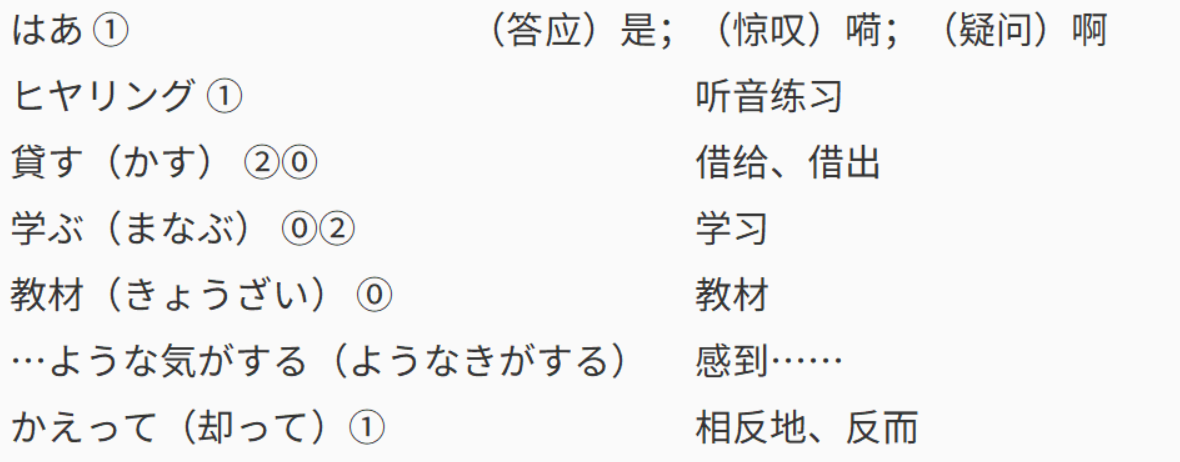 はあ ① （答应）是；（惊叹）嗬；（疑问）啊
ヒヤリング ① 听音练习
貸す（かす） ②⓪ 借给、借出
学ぶ（まなぶ） ⓪② 学习
教材（きょうざい） ⓪ 教材
…ような気がする（ようなきがする） 感到……
かえって（却って）① 相反地、反而